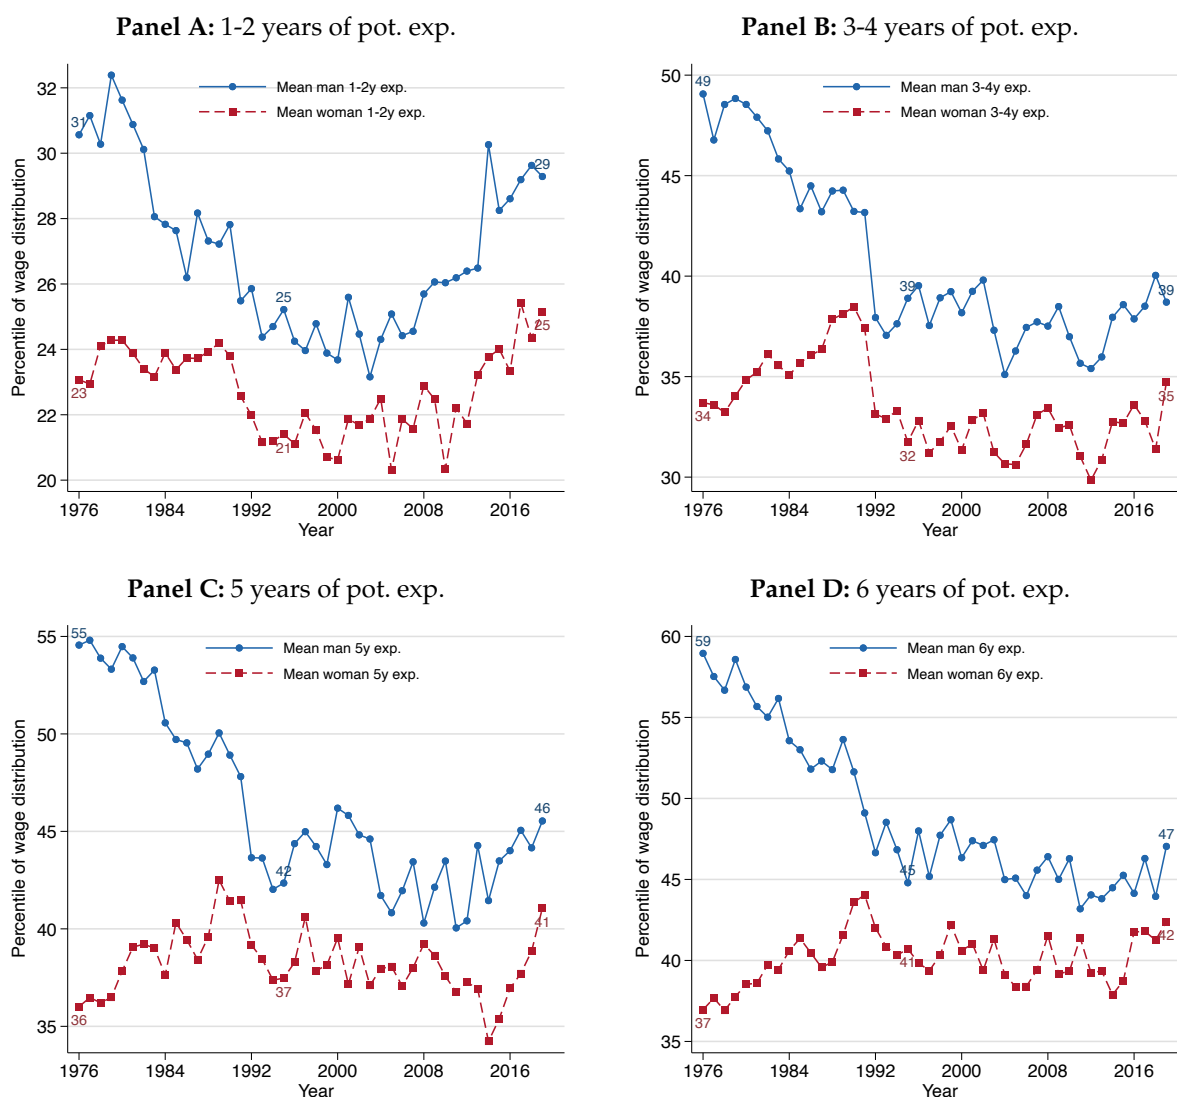 Panel A: 1-2 years of pot. exp.
Percentile of wage distribution
32
30
28
26
24
22
20
Mean man 1-2y exp.
Mean woman 1-2y exp.
31
23
25
21
29
25
1976 1984 1992 2000 2008 2016
Year
Panel B: 3-4 years of pot. exp.
Percentile of wage distribution
50
45
40
35
30
Mean man 3-4y exp.
Mean woman 3-4y exp.
49
34
39
32
39
35
1976 1984 1992 2000 2008 2016
Year
Panel C: 5 years of pot. exp.
Percentile of wage distribution
55
50
45
40
35
Mean man 5y exp.
Mean woman 5y exp.
55
36
42
37
46
41
1976 1984 1992 2000 2008 2016
Year
Panel D: 6 years of pot. exp.
Percentile of wage distribution
60
55
50
45
40
35
Mean man 6y exp.
Mean woman 6y exp.
59
37
45
41
47
42
1976 1984 1992 2000 2008 2016
Year